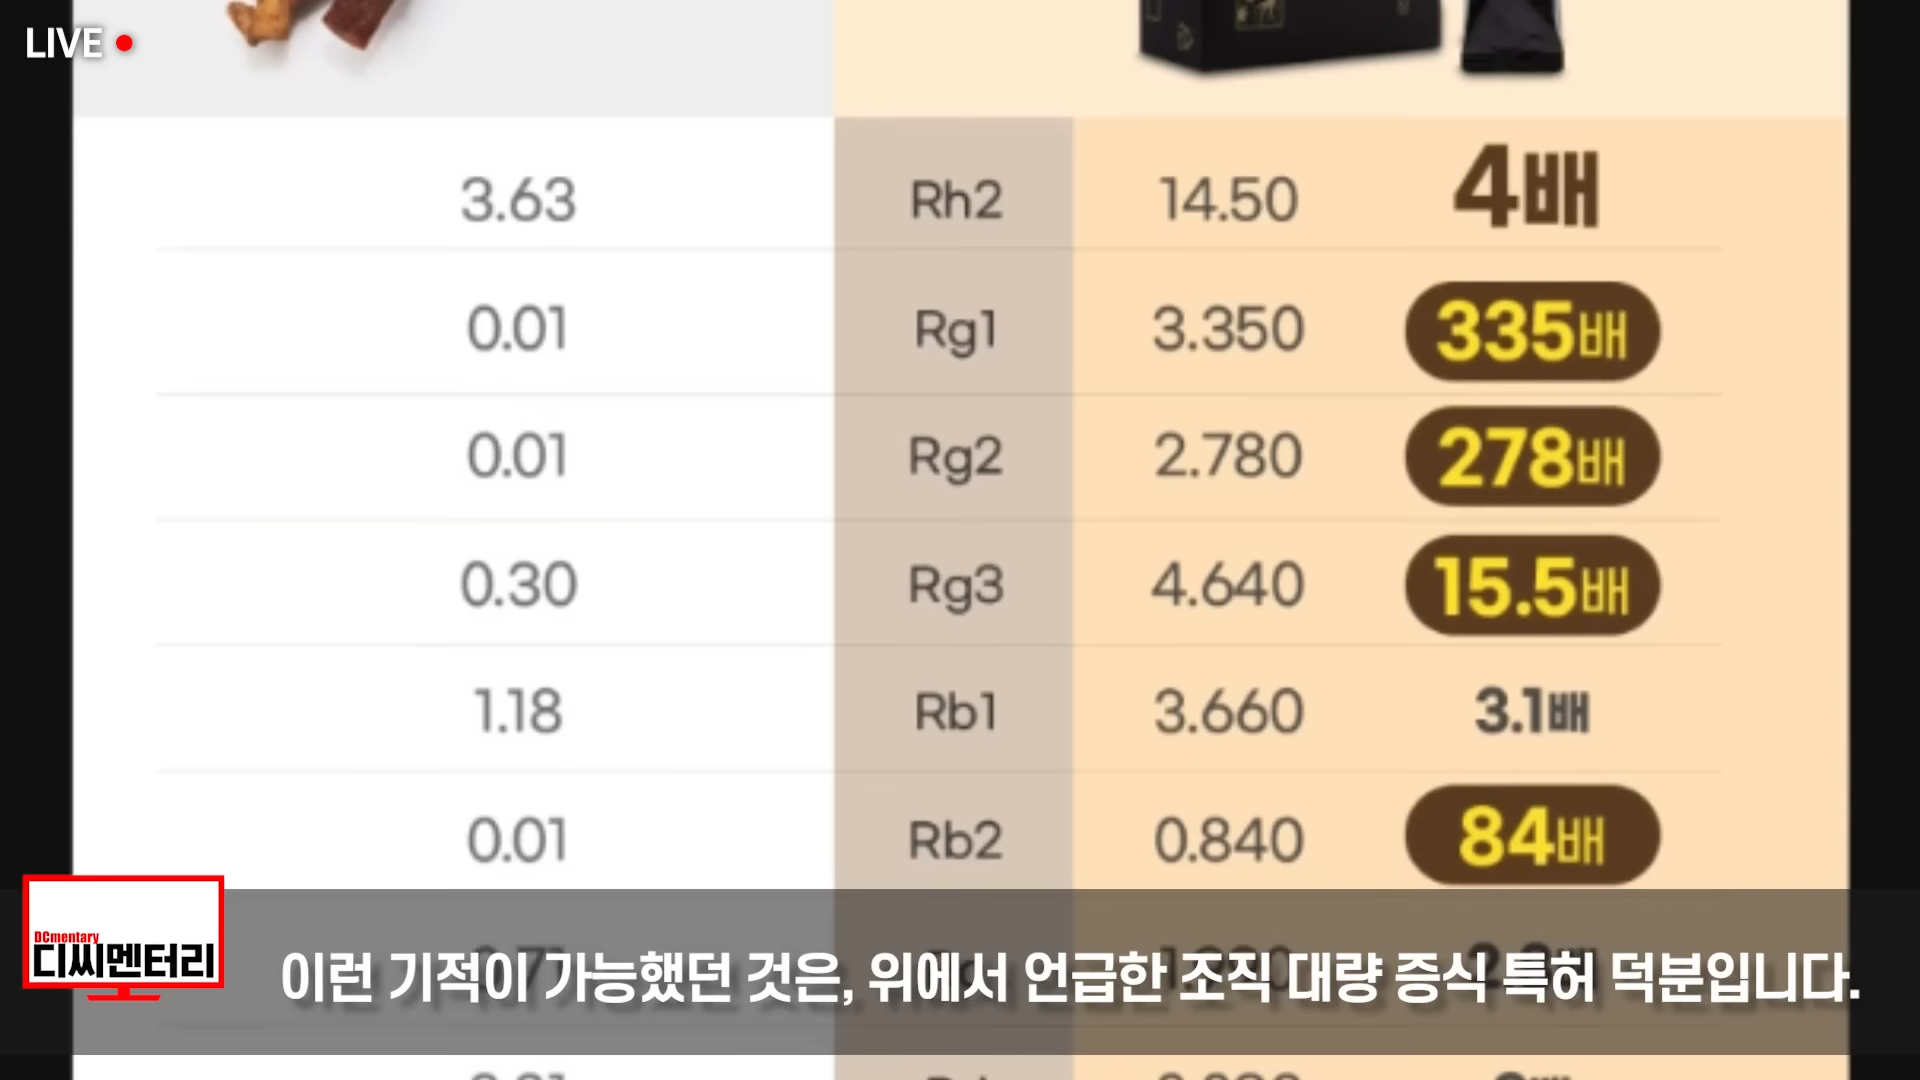 LIVE
3.63 Rh2 14.50 4배
0.01 Rg1 3.350 335배
0.01 Rg2 2.780 278배
0.30 Rg3 4.640 15.5배
1.18 Rb1 3.660 3.1배
0.01 Rb2 0.840 84배
DCmentary
디씨멘터리
이런 기적이 가능했던 것은, 위에서 언급한 조직 대량 증식 특허 덕분입니다.